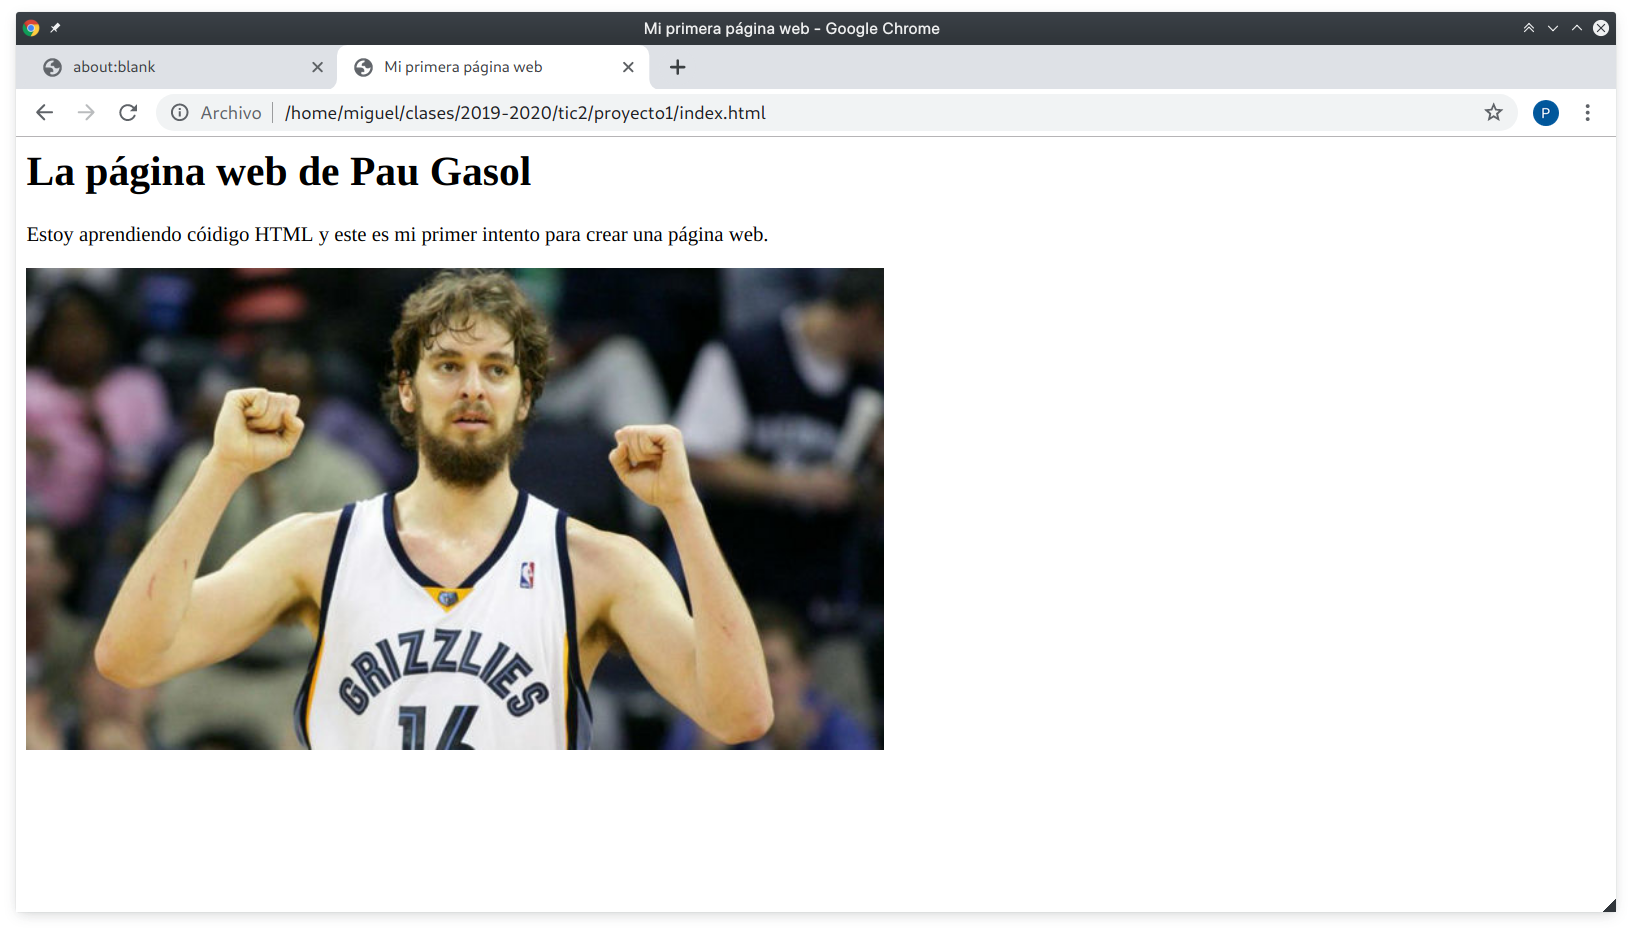 Mi primera página web - Google Chrome
about:blank
Mi primera página web
Archivo
/home/miguel/clases/2019-2020/tic2/proyecto1/index.html
P
La página web de Pau Gasol
Estoy aprendiendo cóidigo HTML y este es mi primer intento para crear una página web.
GRIZZLIES
16